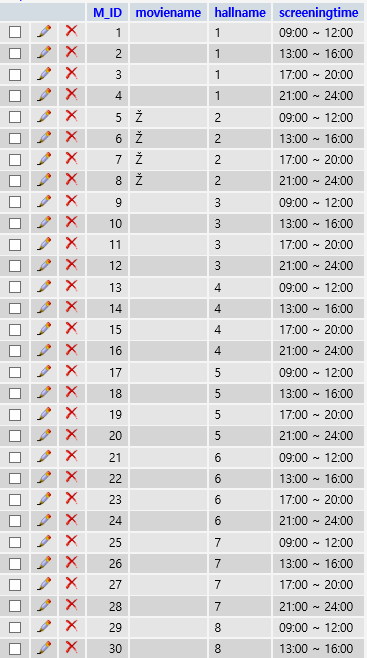 M_ID moviename hallname screeningtime
1 1 09:00 ~ 12:00
2 1 13:00 ~ 16:00
3 1 17:00 ~ 20:00
4 1 21:00 ~ 24:00
5 Ž 2 09:00 ~ 12:00
6 Ž 2 13:00 ~ 16:00
7 Ž 2 17:00 ~ 20:00
8 Ž 2 21:00 ~ 24:00
9 3 09:00 ~ 12:00
10 3 13:00 ~ 16:00
11 3 17:00 ~ 20:00
12 3 21:00 ~ 24:00
13 4 09:00 ~ 12:00
14 4 13:00 ~ 16:00
15 4 17:00 ~ 20:00
16 4 21:00 ~ 24:00
17 5 09:00 ~ 12:00
18 5 13:00 ~ 16:00
19 5 17:00 ~ 20:00
20 5 21:00 ~ 24:00
21 6 09:00 ~ 12:00
22 6 13:00 ~ 16:00
23 6 17:00 ~ 20:00
24 6 21:00 ~ 24:00
25 7 09:00 ~ 12:00
26 7 13:00 ~ 16:00
27 7 17:00 ~ 20:00
28 7 21:00 ~ 24:00
29 8 09:00 ~ 12:00
30 8 13:00 ~ 16:00